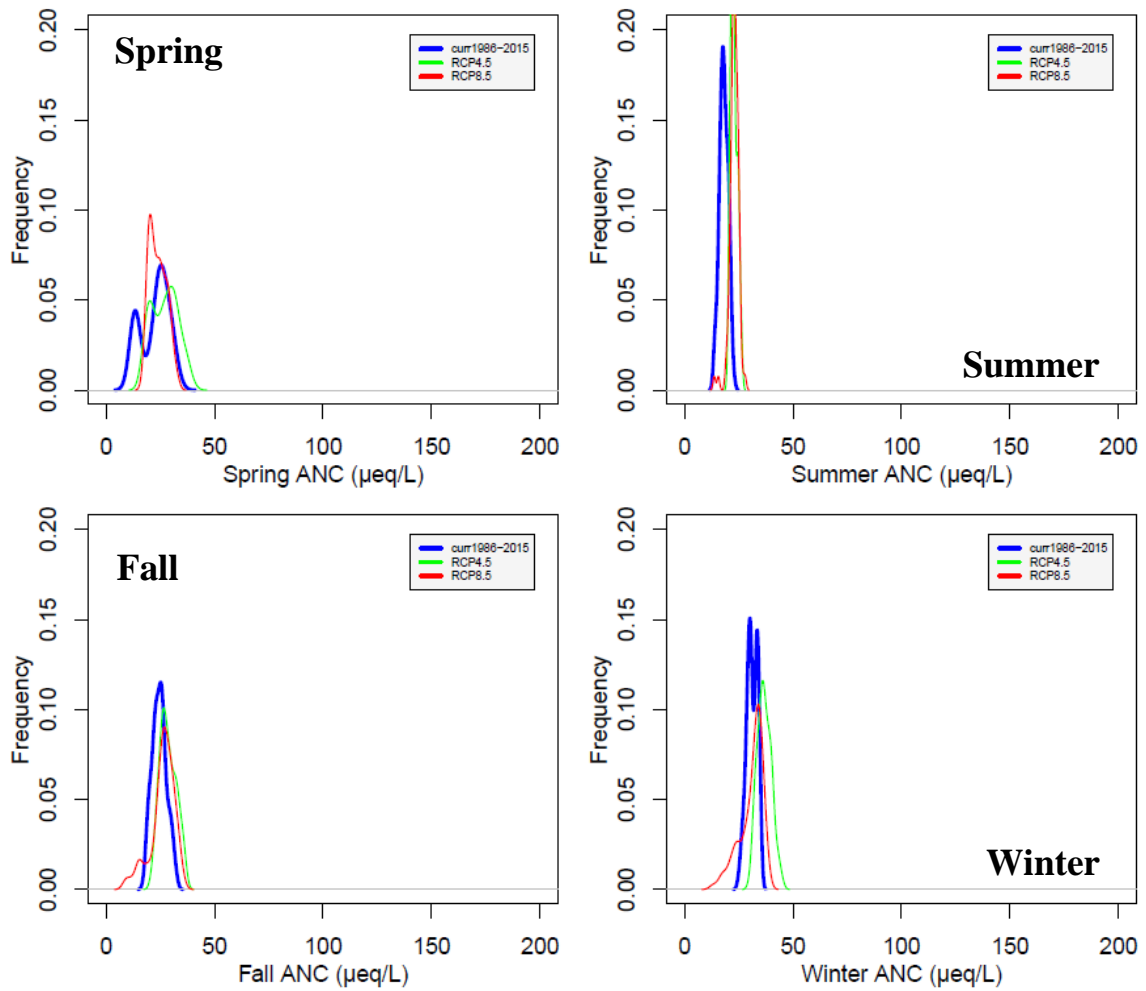 Spring
curr1986-2015
RCP4.5
RCP8.5
Frequency
0.00 0.05 0.10 0.15 0.20
0 50 100 150 200
Spring ANC (µeq/L)
curr1986-2015
RCP4.5
RCP8.5
Summer
Frequency
0.00 0.05 0.10 0.15 0.20
0 50 100 150 200
Summer ANC (µeq/L)
Fall
curr1986-2015
RCP4.5
RCP8.5
Frequency
0.00 0.05 0.10 0.15 0.20
0 50 100 150 200
Fall ANC (µeq/L)
curr1986-2015
RCP4.5
RCP8.5
Winter
Frequency
0.00 0.05 0.10 0.15 0.20
0 50 100 150 200
Winter ANC (µeq/L)